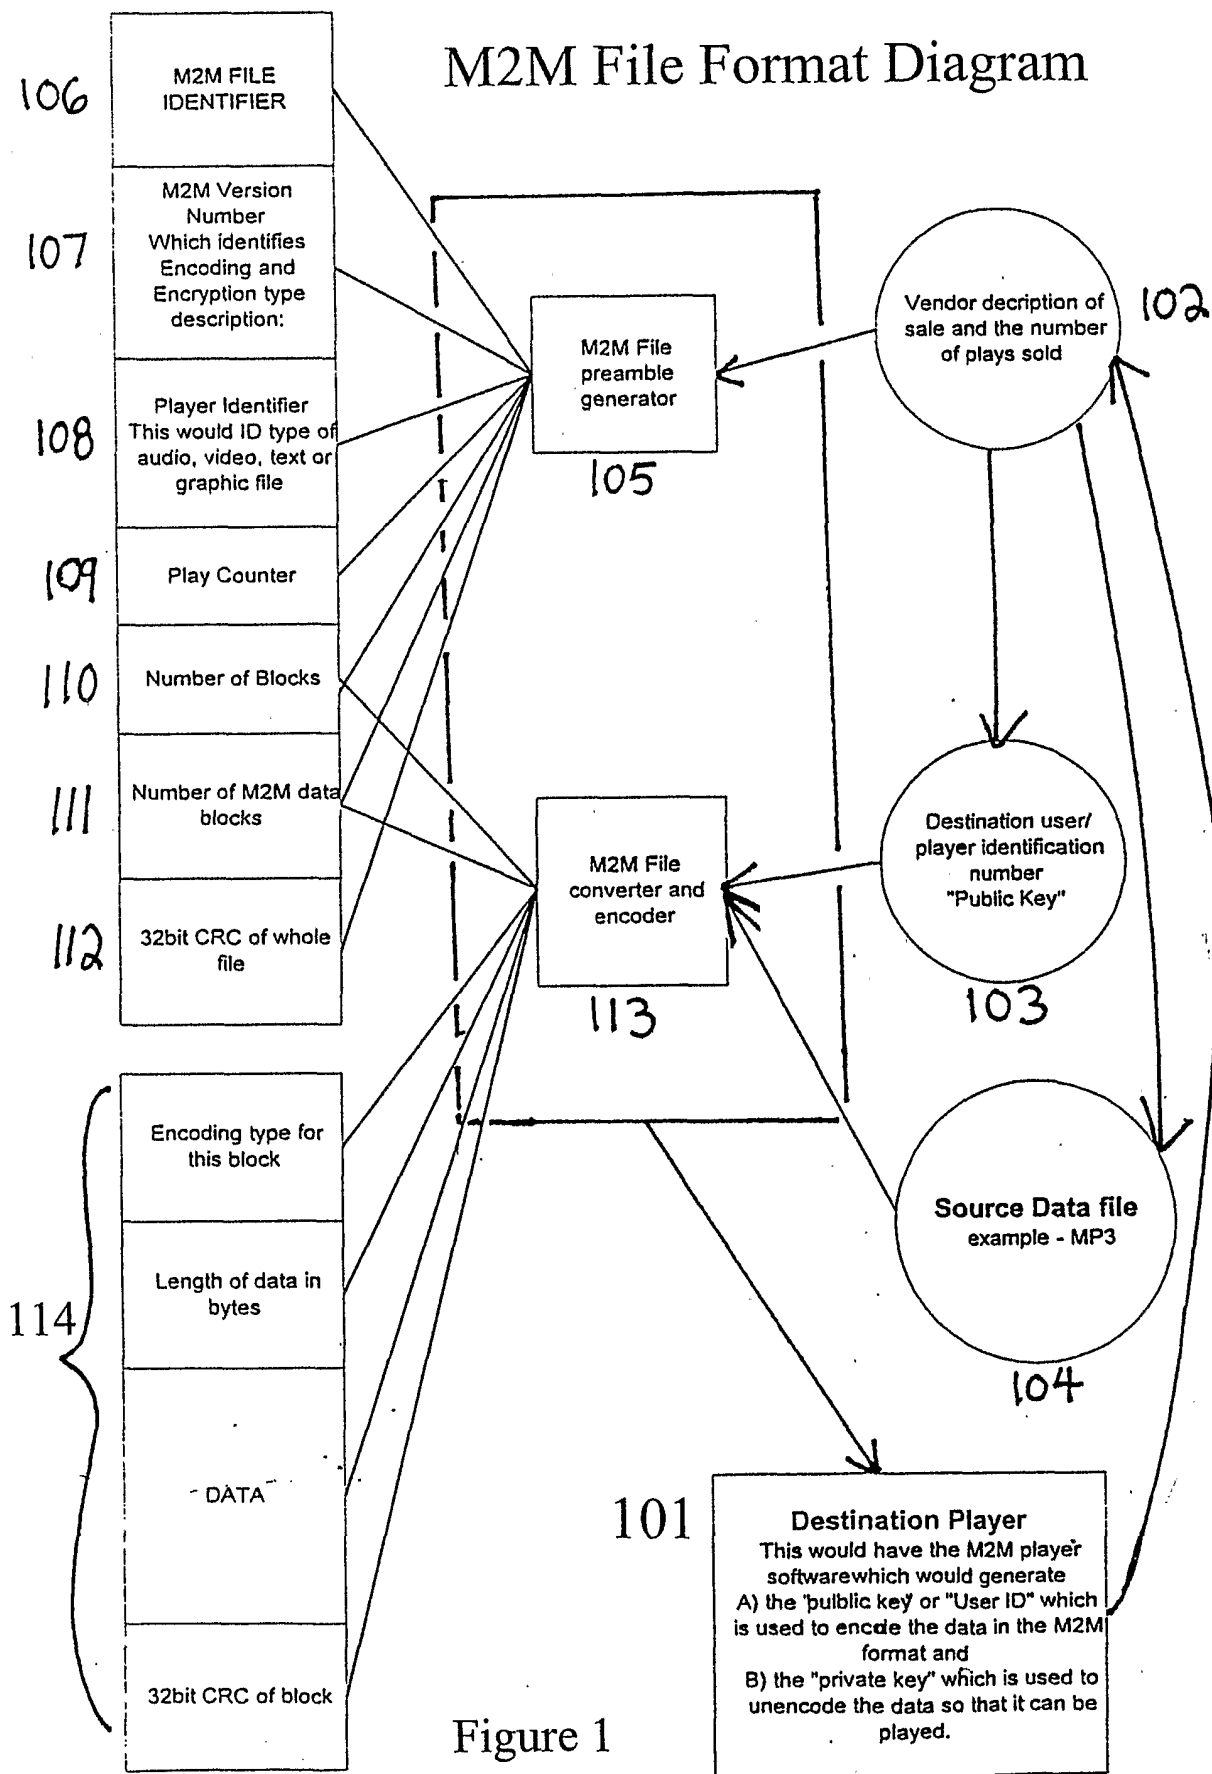 M2M File Format Diagram
106
M2M FILE
IDENTIFIER
107
M2M Version
Number
Which identifies
Encoding and
Encryption type
description:
108
Player Identifier
This would ID type of
audio, video, text or
graphic file
109
Play Counter
110
Number of Blocks
111
Number of M2M data
blocks
112
32bit CRC of whole
file
M2M File
preamble
generator
105
Vendor decription of
sale and the number
of plays sold
102
M2M File
converter and
encoder
113
Destination user/
player identification
number
"Public Key"
103
Source Data file
example - MP3
104
114
Encoding type for
this block
Length of data in
bytes
DATA
32bit CRC of block
101
Destination Player
This would have the M2M player
softwarewhich would generate
A) the "pulblic key or "User ID" which
is used to encde the data in the M2M
format and
B) the "private key" which is used to
unencode the data so that it can be
played.
Figure 1